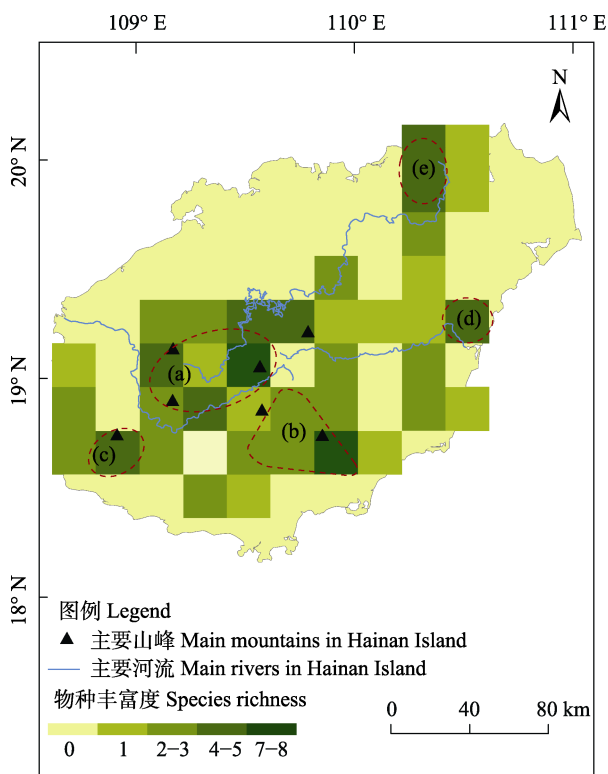 109° E 110° E 111° E
N
20° N
(e)
(d)
19° N
(a)
(b)
(c)
18° N
图例 Legend
主要山峰 Main mountains in Hainan Island
主要河流 Main rivers in Hainan Island
物种丰富度 Species richness
0 1 2−3 4−5 7−8
0 40 80 km